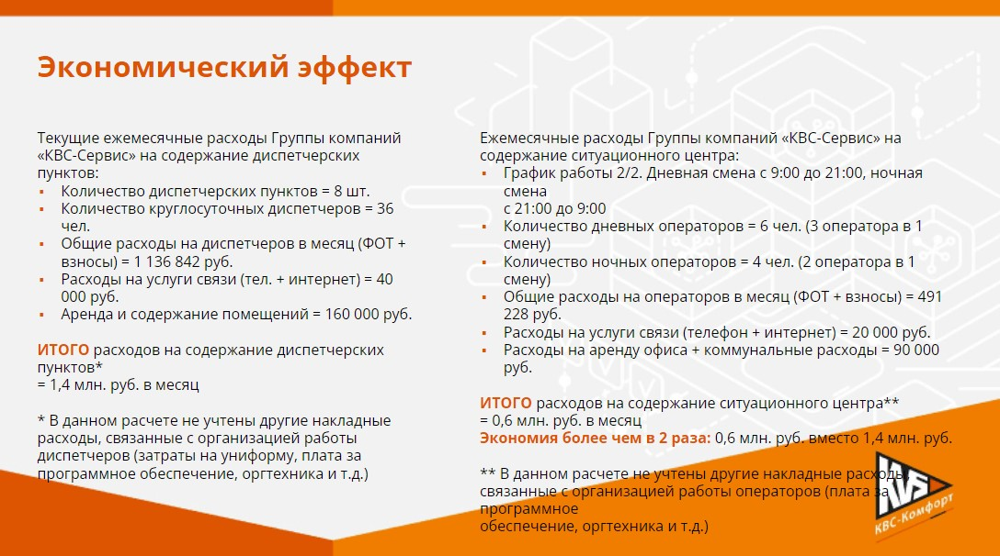 Экономический эффект
Текущие ежемесячные расходы Группы компаний
«КВС-Сервис» на содержание диспетчерских
пунктов:
▪ Количество диспетчерских пунктов = 8 шт.
▪ Количество круглосуточных диспетчеров = 36
чел.
▪ Общие расходы на диспетчеров в месяц (ФОТ +
взносы) = 1 136 842 руб.
▪ Расходы на услуги связи (тел. + интернет) = 40
000 руб.
▪ Аренда и содержание помещений = 160 000 руб.
ИТОГО расходов на содержание диспетчерских
пунктов*
= 1,4 млн. руб. в месяц
* В данном расчете не учтены другие накладные
расходы, связанные с организацией работы
диспетчеров (затраты на униформу, плата за
программное обеспечение, оргтехника и т.д.)
Ежемесячные расходы Группы компаний «КВС-Сервис» на
содержание ситуационного центра:
▪ График работы 2/2. Дневная смена с 9:00 до 21:00, ночная
смена
с 21:00 до 9:00
▪ Количество дневных операторов = 6 чел. (3 оператора в 1
смену)
▪ Количество ночных операторов = 4 чел. (2 оператора в 1
смену)
▪ Общие расходы на операторов в месяц (ФОТ + взносы) = 491
228 руб.
▪ Расходы на услуги связи (телефон + интернет) = 20 000 руб.
▪ Расходы на аренду офиса + коммунальные расходы = 90 000
руб.
ИТОГО расходов на содержание ситуационного центра**
= 0,6 млн. руб. в месяц
Экономия более чем в 2 раза: 0,6 млн. руб. вместо 1,4 млн. руб.
** В данном расчете не учтены другие накладные расходы,
связанные с организацией работы операторов (плата за
программное
обеспечение, оргтехника и т.д.)
KVS
КВС-Комфорт